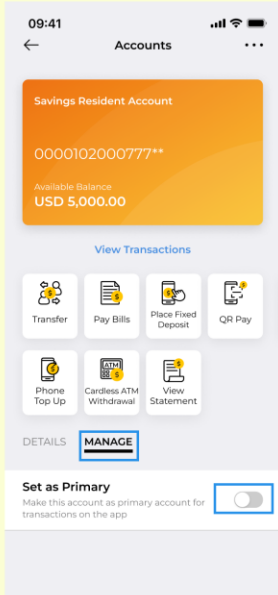 09:41
Accounts
Savings Resident Account
0000102000777**
Available Balance
USD 5,000.00
View Transactions
Transfer
Pay Bills
Place Fixed
Deposit
QR Pay
Phone
Top Up
ATM
Cardless ATM
Withdrawal
View
Statement
DETAILS
MANAGE
Set as Primary
Make this account as primary account for
transactions on the app